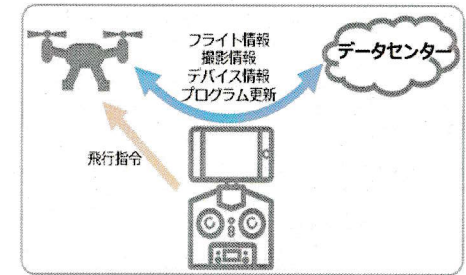 フライト情報
撮影情報
デバイス情報
プログラム更新
データセンター
飛行指令